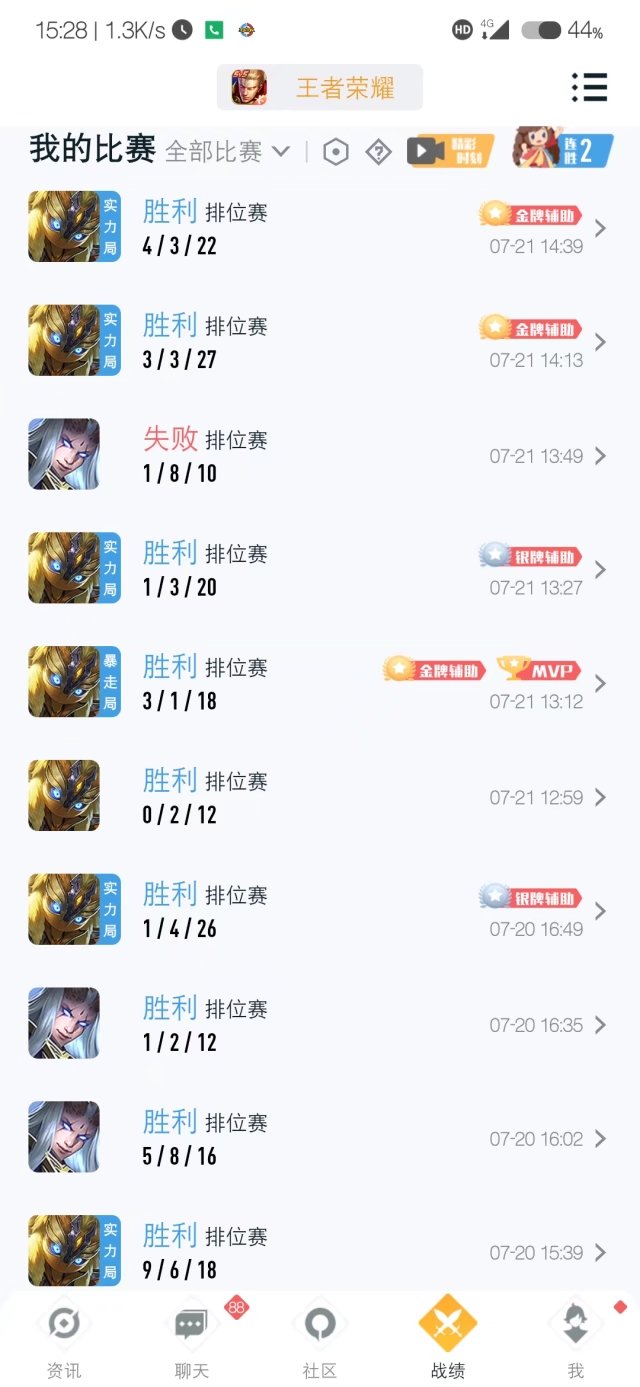 15:28 | 1.3K/s HD 4G 44%
王者荣耀
我的比赛 全部比赛 精彩时刻 连胜2
实力局 胜利 排位赛 金牌辅助
4 / 3 / 22 07-21 14:39
实力局 胜利 排位赛 金牌辅助
3 / 3 / 27 07-21 14:13
失败 排位赛
1 / 8 / 10 07-21 13:49
实力局 胜利 排位赛 银牌辅助
1 / 3 / 20 07-21 13:27
暴走局 胜利 排位赛 金牌辅助 MVP
3 / 1 / 18 07-21 13:12
胜利 排位赛
0 / 2 / 12 07-21 12:59
实力局 胜利 排位赛 银牌辅助
1 / 4 / 26 07-20 16:49
胜利 排位赛
1 / 2 / 12 07-20 16:35
胜利 排位赛
5 / 8 / 16 07-20 16:02
实力局 胜利 排位赛
9 / 6 / 18 07-20 15:39
88
资讯 聊天 社区 战绩 我